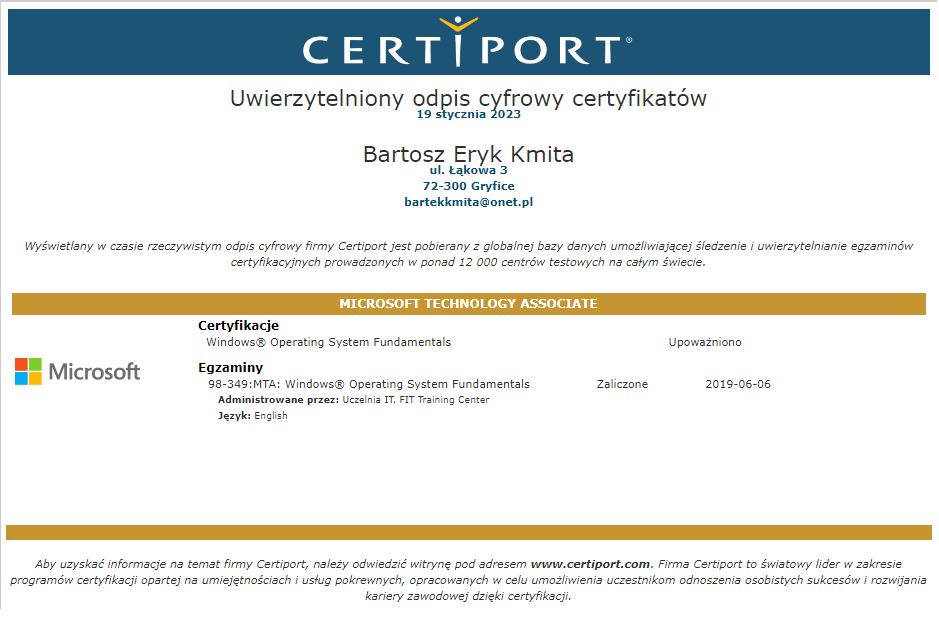 CERTIPORT®
Uwierzytelniony odpis cyfrowy certyfikatów
19 stycznia 2023
Bartosz Eryk Kmita
ul. Łąkowa 3
72-300 Gryfice
bartekkmita@onet.pl
Wyświetlany w czasie rzeczywistym odpis cyfrowy firmy Certiport jest pobierany z globalnej bazy danych umożliwiającej śledzenie i uwierzytelnianie egzaminów
certyfikacyjnych prowadzonych w ponad 12 000 centrów testowych na całym świecie.
MICROSOFT TECHNOLOGY ASSOCIATE
Certyfikacje
Windows® Operating System Fundamentals Upoważniono
Microsoft
Egzaminy
98-349:MTA: Windows® Operating System Fundamentals Zaliczone 2019-06-06
Administrowane przez: Uczelnia IT, FIT Training Center
Język: English
Aby uzyskać informacje na temat firmy Certiport, należy odwiedzić witrynę pod adresem www.certiport.com. Firma Certiport to światowy lider w zakresie
programów certyfikacji opartej na umiejętnościach i usług pokrewnych, opracowanych w celu umożliwienia uczestnikom odnoszenia osobistych sukcesów i rozwijania
kariery zawodowej dzięki certyfikacji.